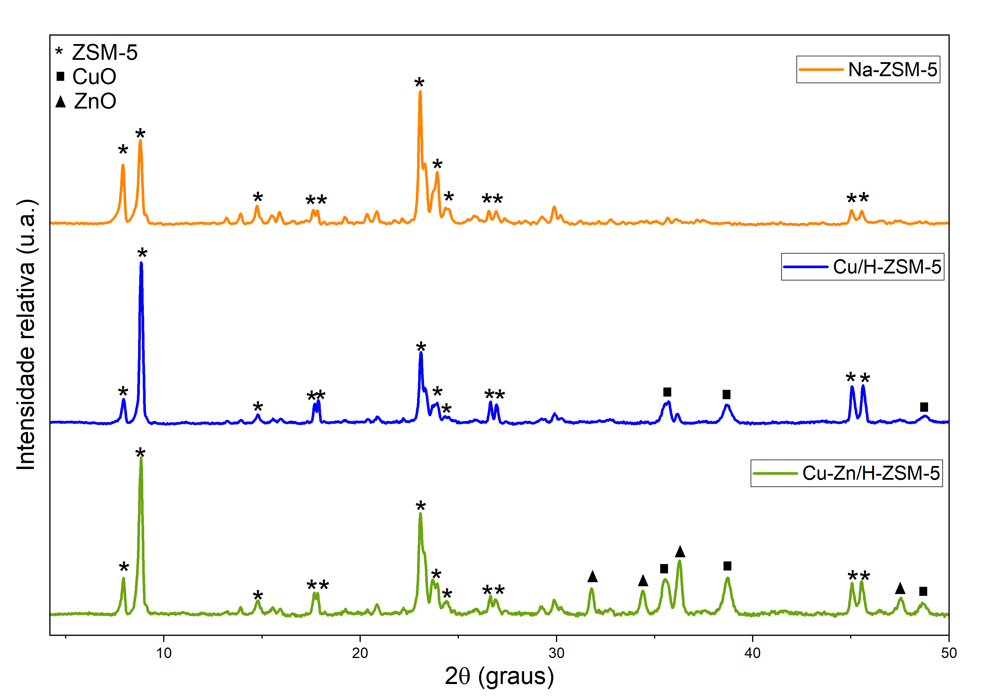 * ZSM-5
■ CuO
▲ ZnO
Na-ZSM-5
Cu/H-ZSM-5
Cu-Zn/H-ZSM-5
Intensidade relativa (u.a.)
10 20 30 40 50
2θ (graus)